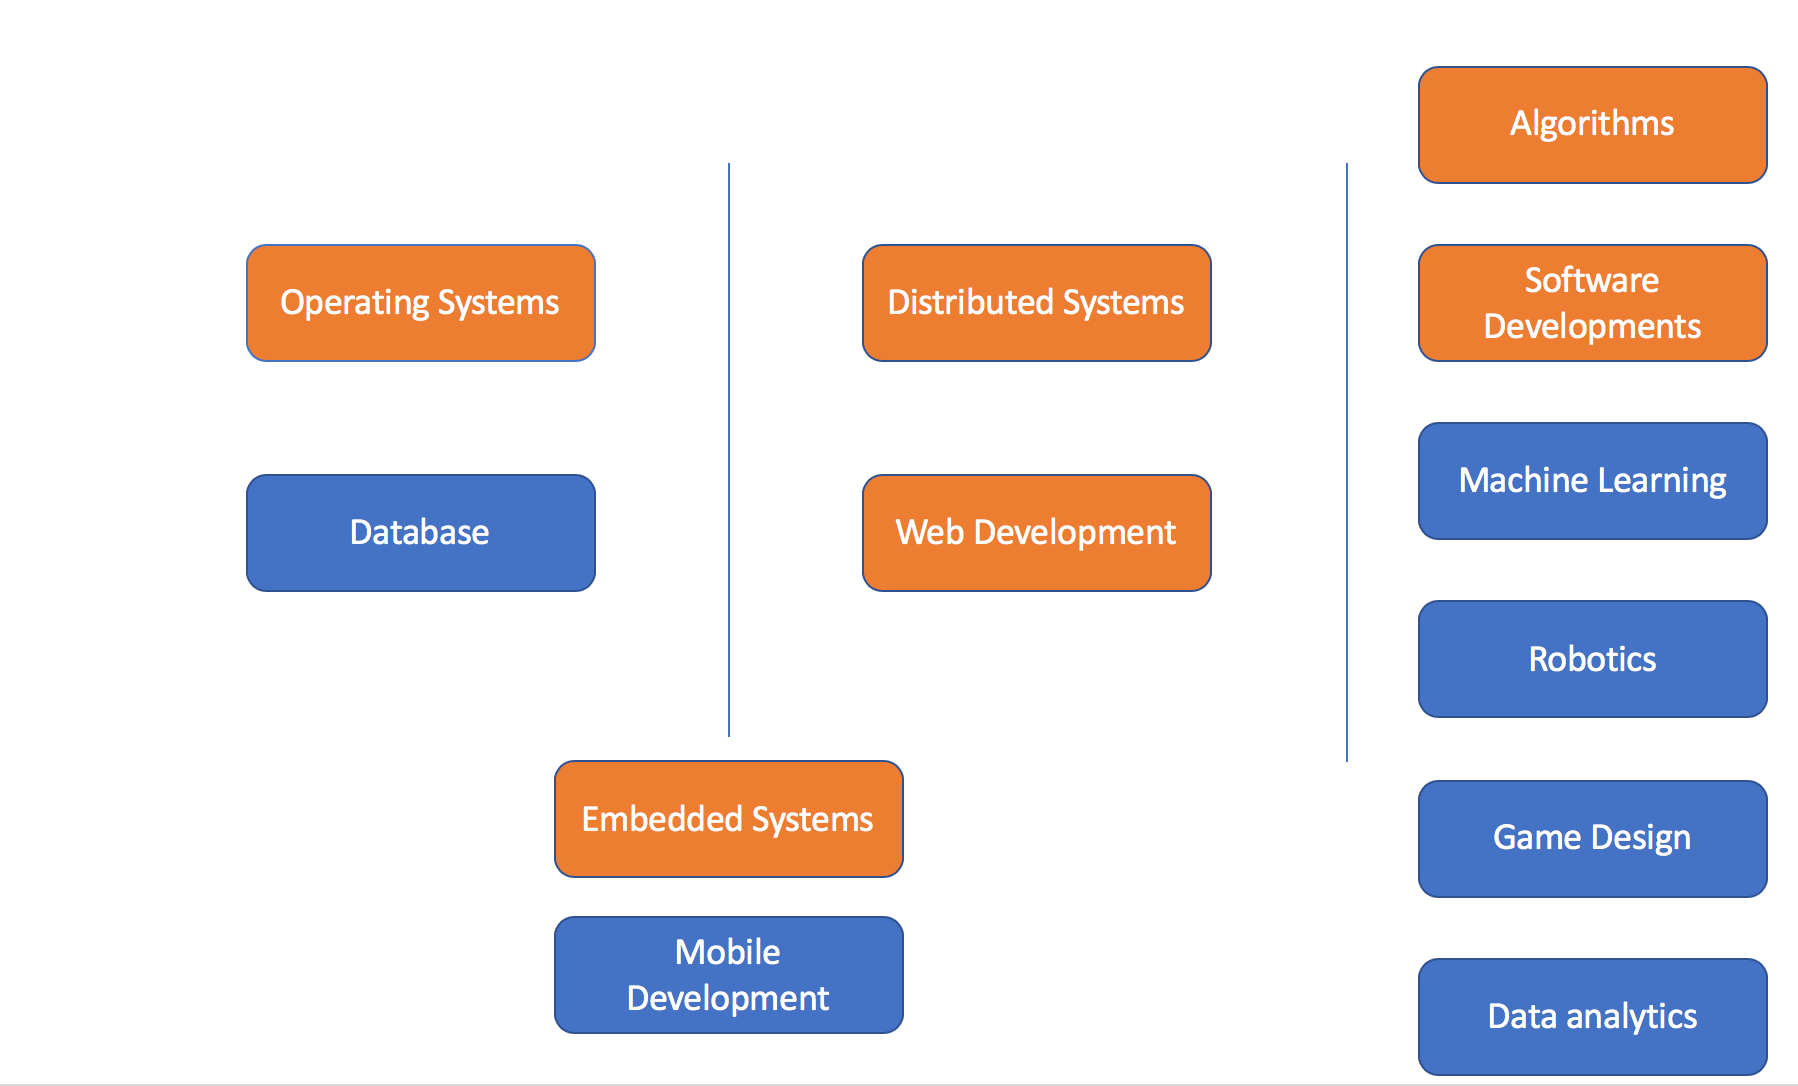 Operating Systems
Database
Distributed Systems
Web Development
Embedded Systems
Mobile
Development
Algorithms
Software
Developments
Machine Learning
Robotics
Game Design
Data analytics